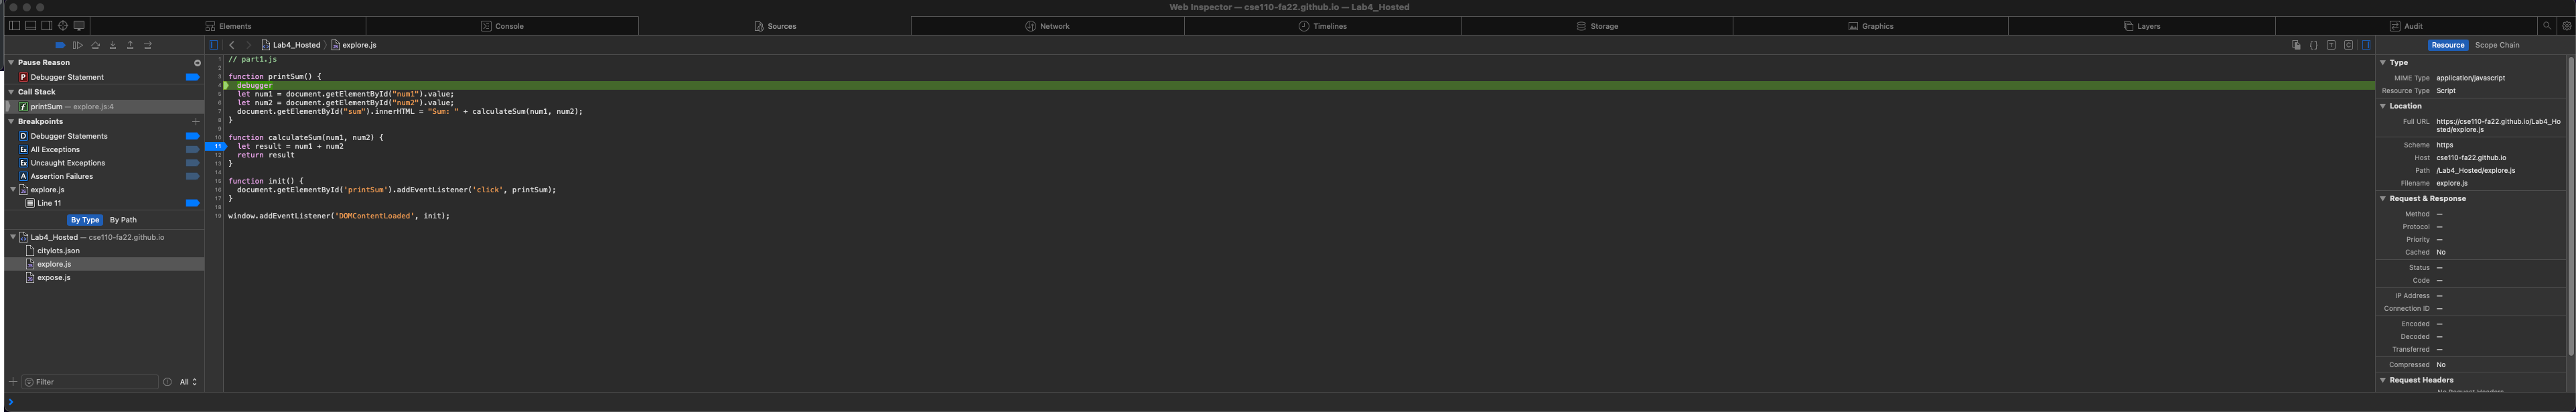 Web Inspector — cse110-fa22.github.io — Lab4_Hosted
Elements
Console
Sources
Network
Timelines
Storage
Graphics
Layers
Audit
Pause Reason
Debugger Statement
Call Stack
printSum — explore.js:4
Breakpoints
Debugger Statements
All Exceptions
Uncaught Exceptions
Assertion Failures
explore.js
Line 11
By Type By Path
Lab4_Hosted — cse110-fa22.github.io
citylots.json
explore.js
expose.js
Filter
All
Lab4_Hosted explore.js
1 // part1.js
2
3 function printSum() {
4 debugger
5 let num1 = document.getElementById("num1").value;
6 let num2 = document.getElementById("num2").value;
7 document.getElementById("sum").innerHTML = "Sum: " + calculateSum(num1, num2);
8 }
9
10 function calculateSum(num1, num2) {
11 let result = num1 + num2
12 return result
13 }
14
15 function init() {
16 document.getElementById('printSum').addEventListener('click', printSum);
17 }
18
19 window.addEventListener('DOMContentLoaded', init);
Resource Scope Chain
Type
MIME Type application/javascript
Resource Type Script
Location
Full URL https://cse110-fa22.github.io/Lab4_Ho
sted/explore.js
Scheme https
Host cse110-fa22.github.io
Path /Lab4_Hosted/explore.js
Filename explore.js
Request & Response
Method —
Protocol —
Priority —
Cached No
Status —
Code —
IP Address —
Connection ID —
Encoded —
Decoded —
Transferred —
Compressed No
Request Headers